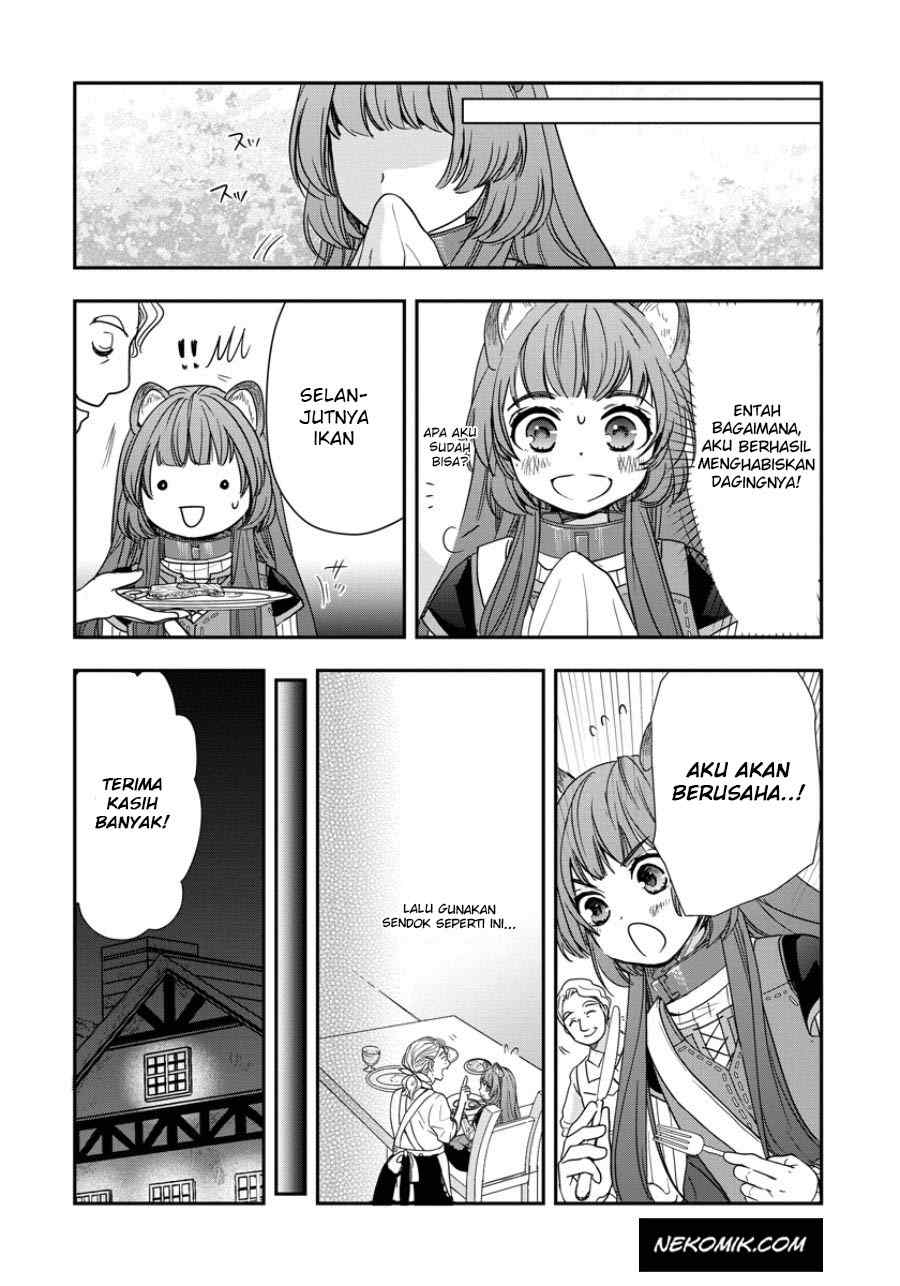 スッ
スッ
ENTAH
BAGAIMANA,
AKU BERHASIL
MENGHABISKAN
DAGINGNYA!
APA AKU
SUDAH
BISA?
SELAN-
JUTNYA
IKAN
!!
AKU AKAN
BERUSAHA..!
LALU GUNAKAN
SENDOK SEPERTI INI...
TERIMA
KASIH
BANYAK!
NEKOMIK.COM